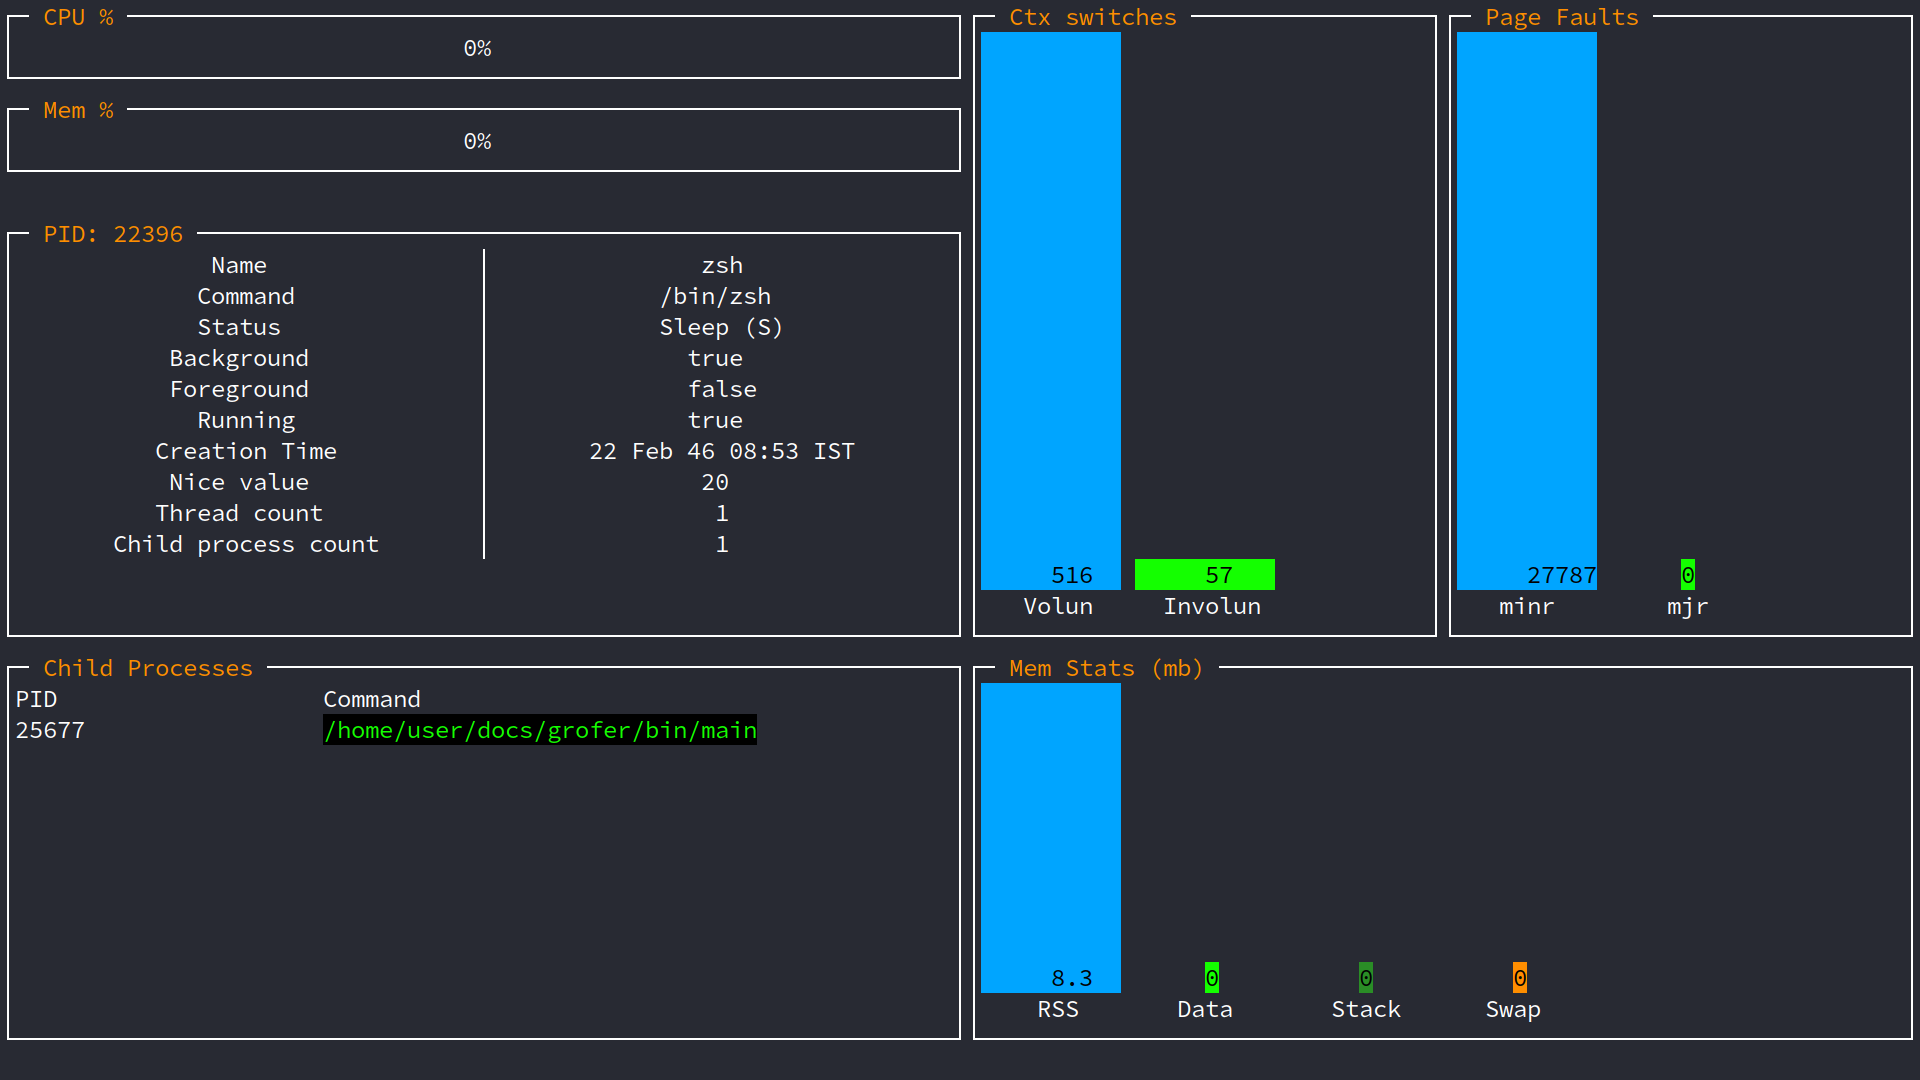 CPU %
0%
Mem %
0%
PID: 22396
Name zsh
Command /bin/zsh
Status Sleep (S)
Background true
Foreground false
Running true
Creation Time 22 Feb 46 08:53 IST
Nice value 20
Thread count 1
Child process count 1
Ctx switches
516 57
Volun Involun
Page Faults
27787 0
minr mjr
Child Processes
PID Command
25677 /home/user/docs/grofer/bin/main
Mem Stats (mb)
8.3 0 0 0
RSS Data Stack Swap